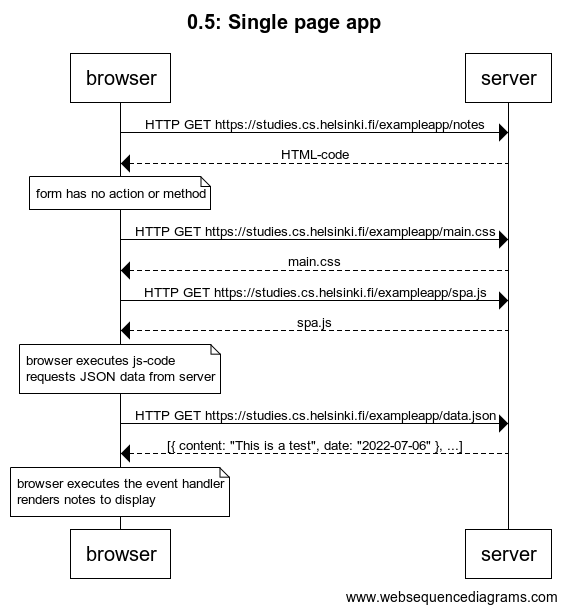 0.5: Single page app
browser
server
HTTP GET https://studies.cs.helsinki.fi/exampleapp/notes
HTML-code
form has no action or method
HTTP GET https://studies.cs.helsinki.fi/exampleapp/main.css
main.css
HTTP GET https://studies.cs.helsinki.fi/exampleapp/spa.js
spa.js
browser executes js-code
requests JSON data from server
HTTP GET https://studies.cs.helsinki.fi/exampleapp/data.json
[{ content: "This is a test", date: "2022-07-06" }, ...]
browser executes the event handler
renders notes to display
browser
server
www.websequencediagrams.com